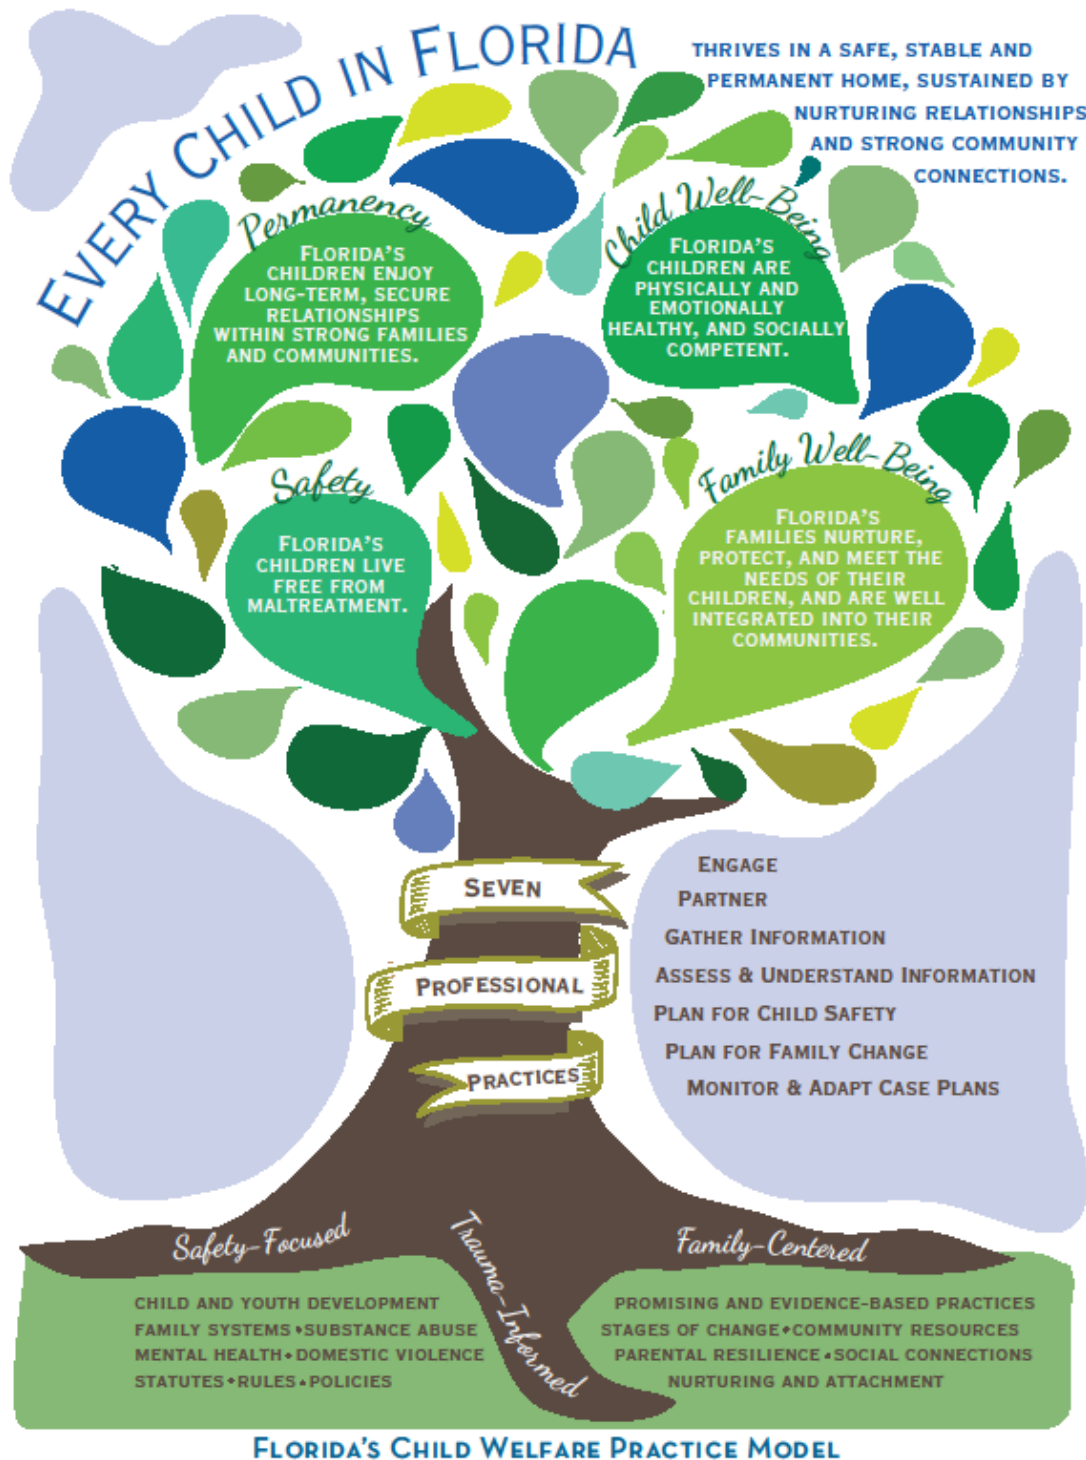 EVERY CHILD IN FLORIDA
THRIVES IN A SAFE, STABLE AND
PERMANENT HOME, SUSTAINED BY
NURTURING RELATIONSHIPS
AND STRONG COMMUNITY
CONNECTIONS.
Permanency
FLORIDA'S
CHILDREN ENJOY
LONG-TERM, SECURE
RELATIONSHIPS
WITHIN STRONG FAMILIES
AND COMMUNITIES.
Child Well-Being
FLORIDA'S
CHILDREN ARE
PHYSICALLY AND
EMOTIONALLY
HEALTHY, AND SOCIALLY
COMPETENT.
Safety
FLORIDA'S
CHILDREN LIVE
FREE FROM
MALTREATMENT.
Family Well-Being
FLORIDA'S
FAMILIES NURTURE,
PROTECT, AND MEET THE
NEEDS OF THEIR
CHILDREN, AND ARE WELL
INTEGRATED INTO THEIR
COMMUNITIES.
SEVEN
PROFESSIONAL
PRACTICES
ENGAGE
PARTNER
GATHER INFORMATION
ASSESS & UNDERSTAND INFORMATION
PLAN FOR CHILD SAFETY
PLAN FOR FAMILY CHANGE
MONITOR & ADAPT CASE PLANS
Safety-Focused
Trauma-Informed
Family-Centered
CHILD AND YOUTH DEVELOPMENT
FAMILY SYSTEMS • SUBSTANCE ABUSE
MENTAL HEALTH • DOMESTIC VIOLENCE
STATUTES • RULES • POLICIES
PROMISING AND EVIDENCE-BASED PRACTICES
STAGES OF CHANGE • COMMUNITY RESOURCES
PARENTAL RESILIENCE • SOCIAL CONNECTIONS
NURTURING AND ATTACHMENT
FLORIDA'S CHILD WELFARE PRACTICE MODEL